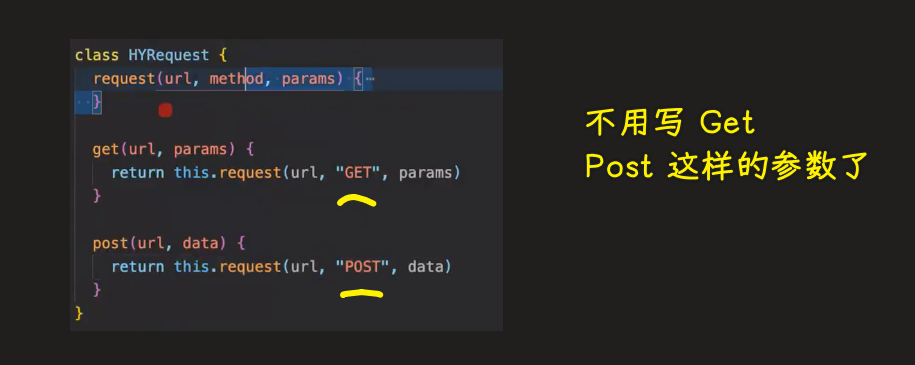 class HYRequest {
request(url, method, params) { ⋯
}
get(url, params) {
return this.request(url, "GET", params)
}
post(url, data) {
return this.request(url, "POST", data)
}
}
不用写 Get
Post 这样的参数了